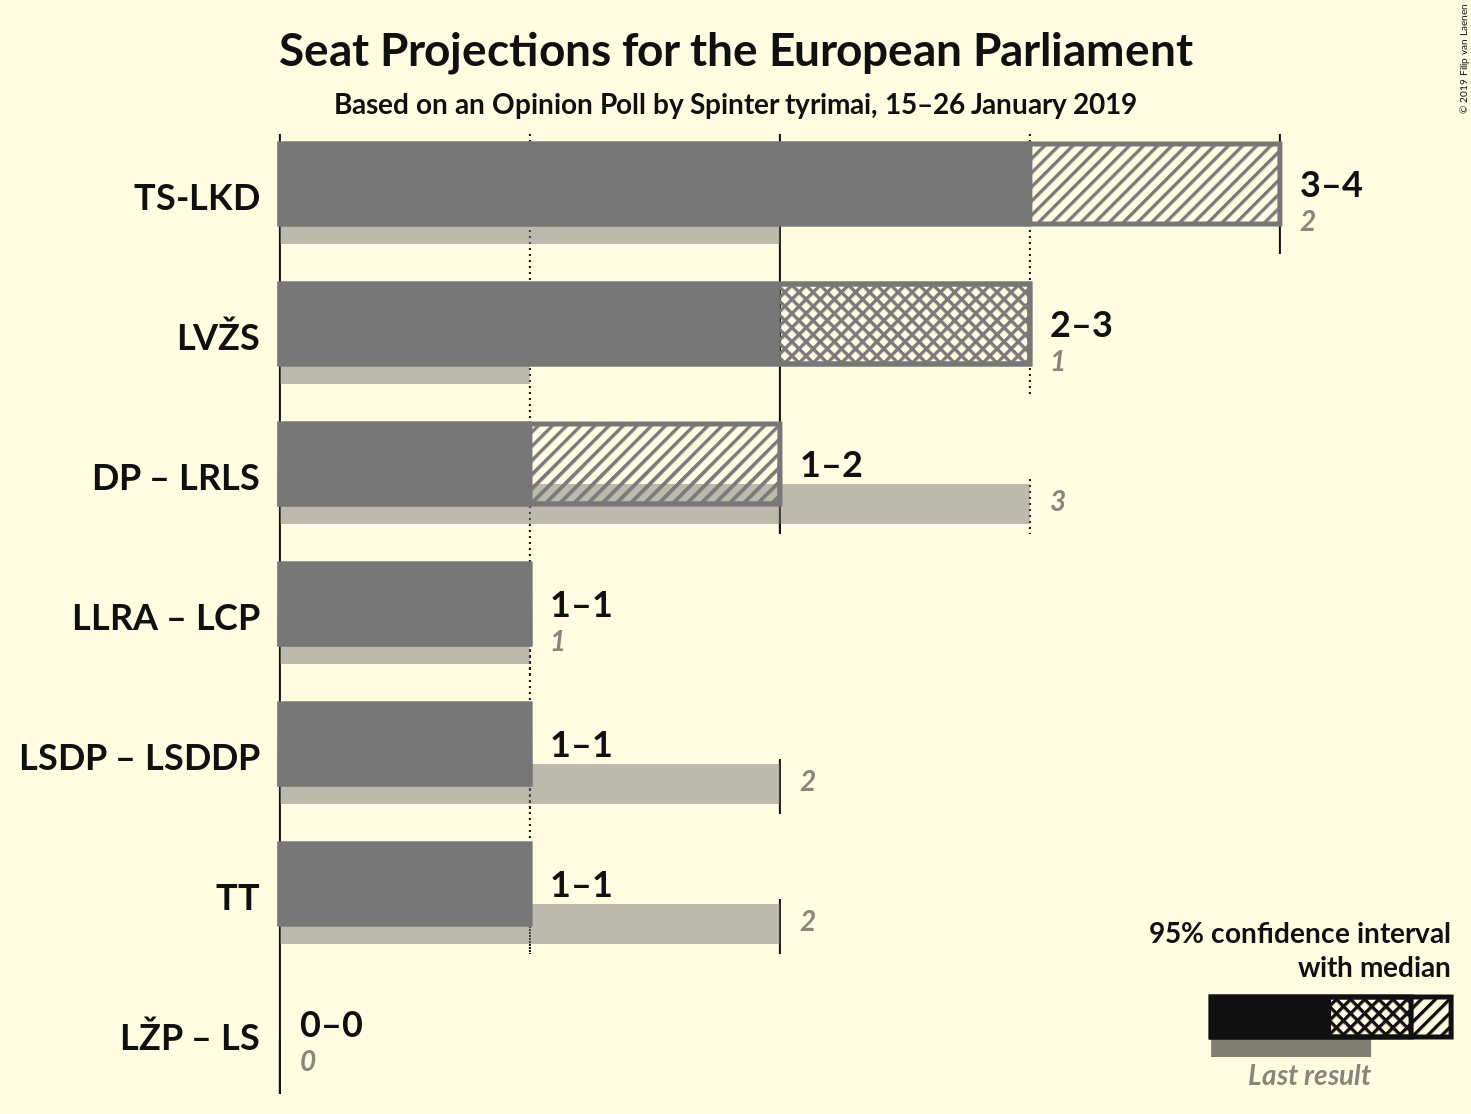 Seat Projections for the European Parliament
Based on an Opinion Poll by Spinter tyrimai, 15–26 January 2019
© 2019 Filip van Laenen
TS-LKD
3–4
2
LVŽS
2–3
1
DP – LRLS
1–2
3
LLRA – LCP
1–1
1
LSDP – LSDDP
1–1
2
TT
1–1
2
LŽP – LS
0–0
0
95% confidence interval
with median
Last result